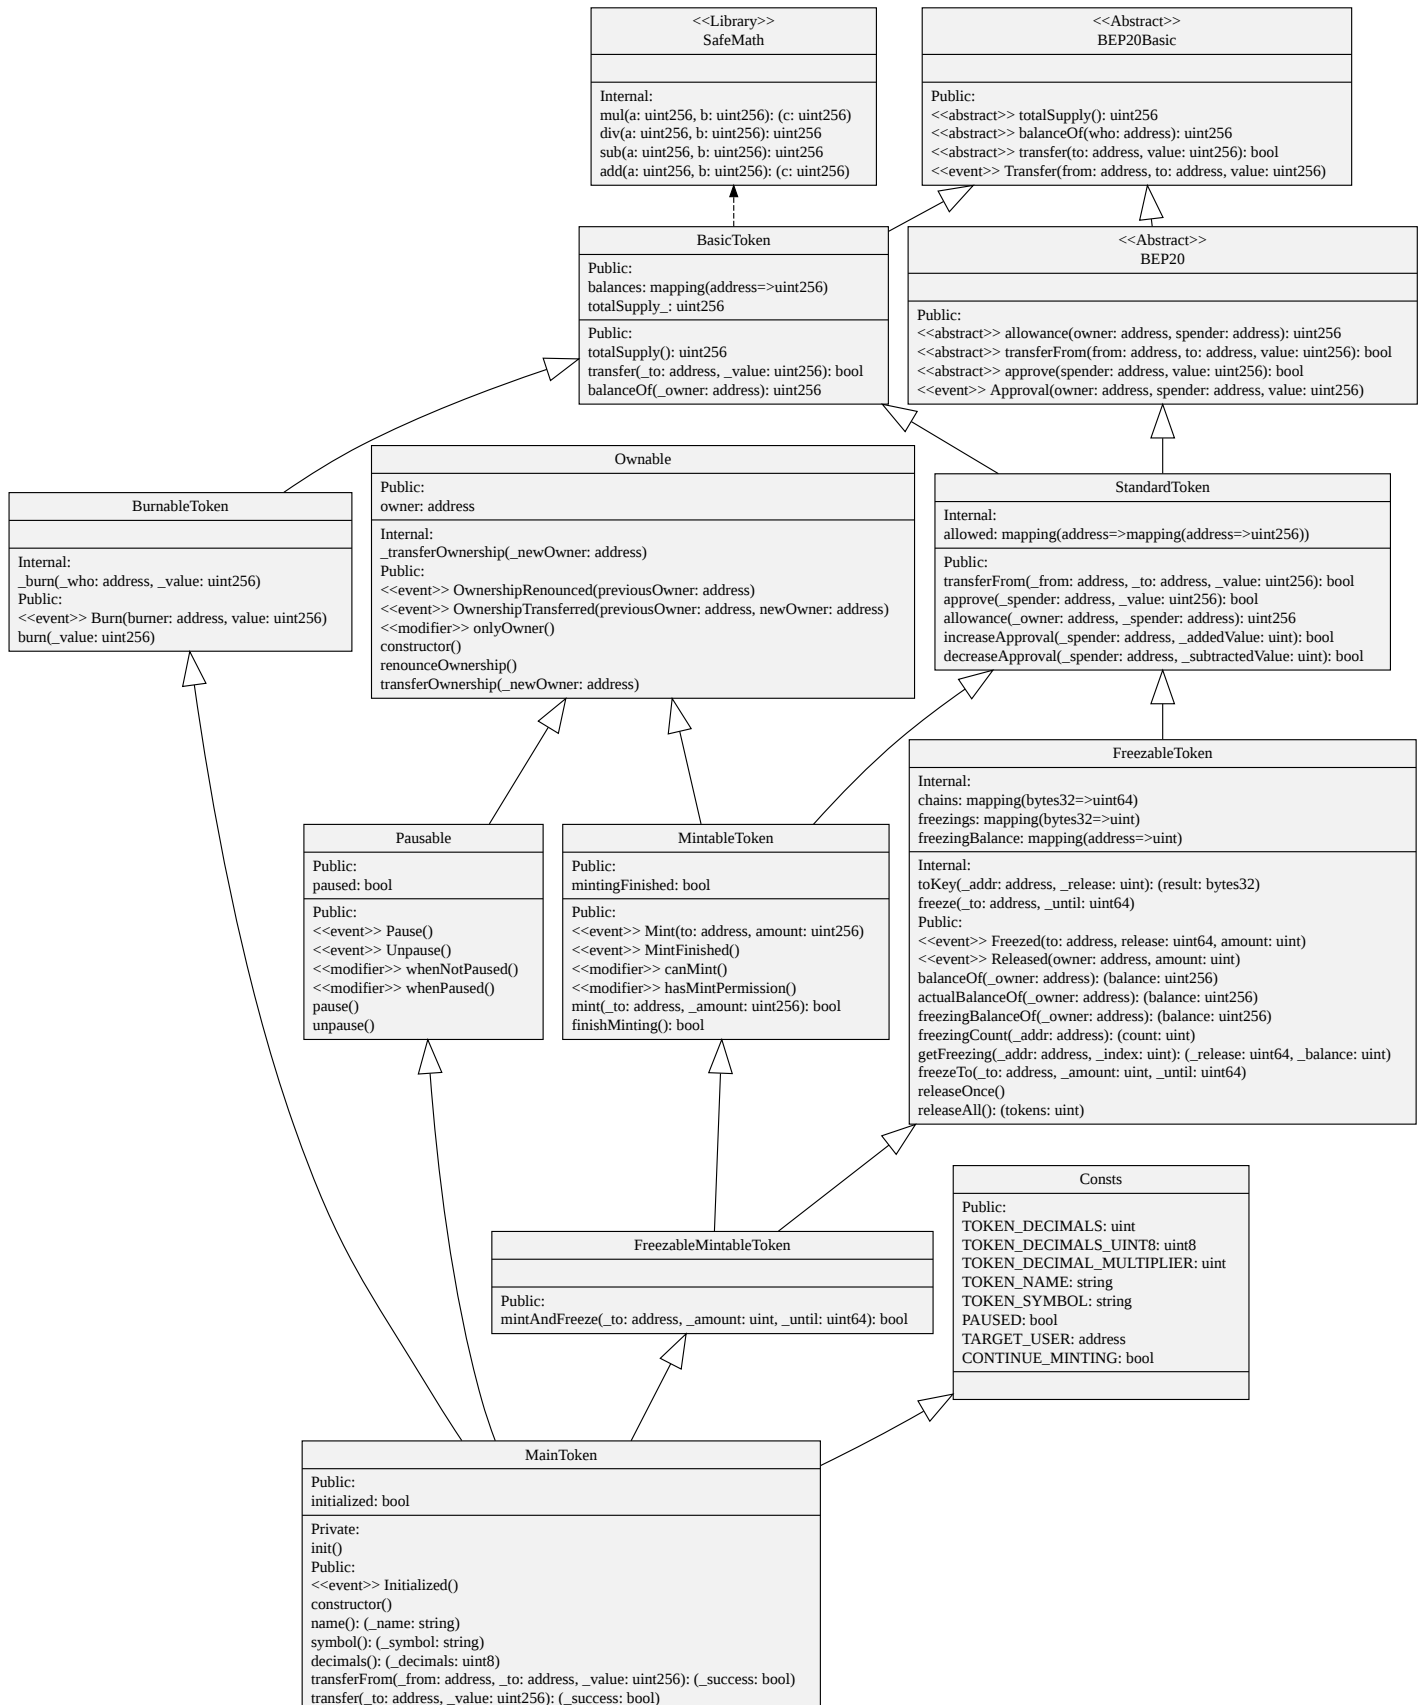 <<Library>>
SafeMath
Internal:
mul(a: uint256, b: uint256): (c: uint256)
div(a: uint256, b: uint256): uint256
sub(a: uint256, b: uint256): uint256
add(a: uint256, b: uint256): (c: uint256)
<<Abstract>>
BEP20Basic
Public:
<<abstract>> totalSupply(): uint256
<<abstract>> balanceOf(who: address): uint256
<<abstract>> transfer(to: address, value: uint256): bool
<<event>> Transfer(from: address, to: address, value: uint256)
BasicToken
Public:
balances: mapping(address=>uint256)
totalSupply_: uint256
Public:
totalSupply(): uint256
transfer(_to: address, _value: uint256): bool
balanceOf(_owner: address): uint256
<<Abstract>>
BEP20
Public:
<<abstract>> allowance(owner: address, spender: address): uint256
<<abstract>> transferFrom(from: address, to: address, value: uint256): bool
<<abstract>> approve(spender: address, value: uint256): bool
<<event>> Approval(owner: address, spender: address, value: uint256)
BurnableToken
Internal:
_burn(_who: address, _value: uint256)
Public:
<<event>> Burn(burner: address, value: uint256)
burn(_value: uint256)
Ownable
Public:
owner: address
Internal:
_transferOwnership(_newOwner: address)
Public:
<<event>> OwnershipRenounced(previousOwner: address)
<<event>> OwnershipTransferred(previousOwner: address, newOwner: address)
<<modifier>> onlyOwner()
constructor()
renounceOwnership()
transferOwnership(_newOwner: address)
StandardToken
Internal:
allowed: mapping(address=>mapping(address=>uint256))
Public:
transferFrom(_from: address, _to: address, _value: uint256): bool
approve(_spender: address, _value: uint256): bool
allowance(_owner: address, _spender: address): uint256
increaseApproval(_spender: address, _addedValue: uint): bool
decreaseApproval(_spender: address, _subtractedValue: uint): bool
Pausable
Public:
paused: bool
Public:
<<event>> Pause()
<<event>> Unpause()
<<modifier>> whenNotPaused()
<<modifier>> whenPaused()
pause()
unpause()
MintableToken
Public:
mintingFinished: bool
Public:
<<event>> Mint(to: address, amount: uint256)
<<event>> MintFinished()
<<modifier>> canMint()
<<modifier>> hasMintPermission()
mint(_to: address, _amount: uint256): bool
finishMinting(): bool
FreezableToken
Internal:
chains: mapping(bytes32=>uint64)
freezings: mapping(bytes32=>uint)
freezingBalance: mapping(address=>uint)
Internal:
toKey(_addr: address, _release: uint): (result: bytes32)
freeze(_to: address, _until: uint64)
Public:
<<event>> Freezed(to: address, release: uint64, amount: uint)
<<event>> Released(owner: address, amount: uint)
balanceOf(_owner: address): (balance: uint256)
actualBalanceOf(_owner: address): (balance: uint256)
freezingBalanceOf(_owner: address): (balance: uint256)
freezingCount(_addr: address): (count: uint)
getFreezing(_addr: address, _index: uint): (_release: uint64, _balance: uint)
freezeTo(_to: address, _amount: uint, _until: uint64)
releaseOnce()
releaseAll(): (tokens: uint)
FreezableMintableToken
Public:
mintAndFreeze(_to: address, _amount: uint, _until: uint64): bool
Consts
Public:
TOKEN_DECIMALS: uint
TOKEN_DECIMALS_UINT8: uint8
TOKEN_DECIMAL_MULTIPLIER: uint
TOKEN_NAME: string
TOKEN_SYMBOL: string
PAUSED: bool
TARGET_USER: address
CONTINUE_MINTING: bool
MainToken
Public:
initialized: bool
Private:
init()
Public:
<<event>> Initialized()
constructor()
name(): (_name: string)
symbol(): (_symbol: string)
decimals(): (_decimals: uint8)
transferFrom(_from: address, _to: address, _value: uint256): (_success: bool)
transfer(_to: address, _value: uint256): (_success: bool)